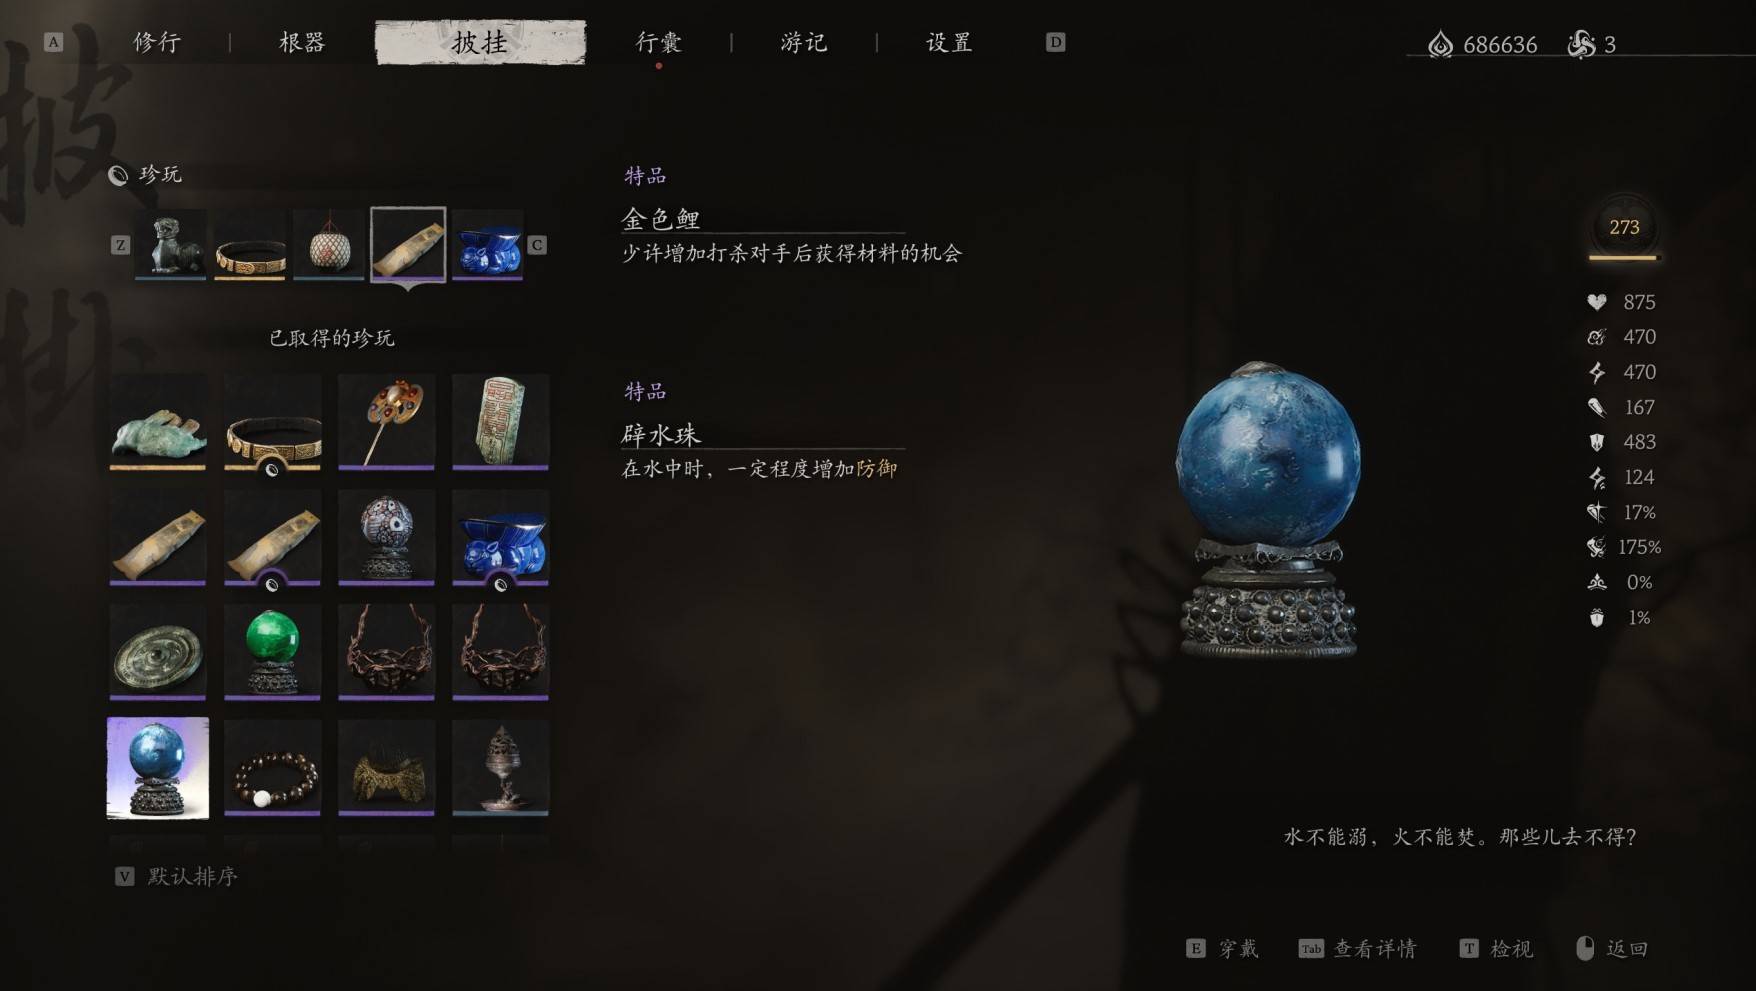 A 修行 根器 披挂 行囊 游记 设置 D
686636 3
披挂
珍玩
Z C
已取得的珍玩
V 默认排序
特品
金色鲤
少许增加打杀对手后获得材料的机会
特品
辟水珠
在水中时，一定程度增加防御
273
875
470
470
167
483
124
17%
175%
0%
1%
水不能溺，火不能焚。那些儿去不得？
E 穿戴 Tab 查看详情 T 检视 返回